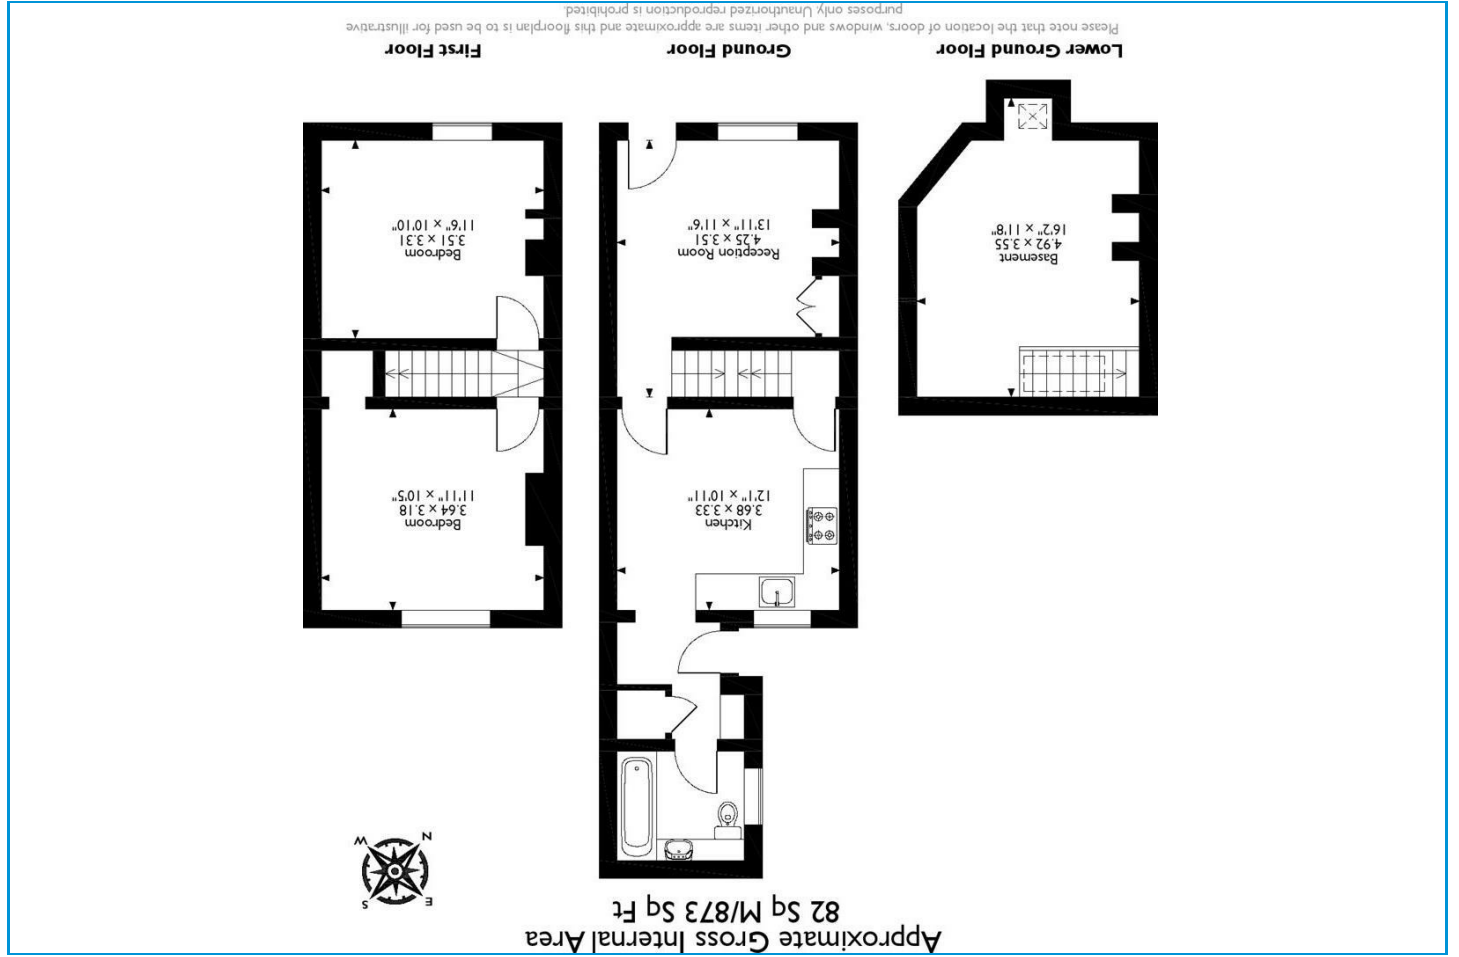 Approximate Gross Internal Area
82 Sq M/873 Sq Ft
E
S
N
W
Kitchen
3.68 x 3.33
12'1" x 10'11"
Bedroom
3.64 x 3.18
11'11" x 10'5"
Basement
4.92 x 3.55
16'2" x 11'8"
Reception Room
4.25 x 3.51
13'11" x 11'6"
Bedroom
3.51 x 3.31
11'6" x 10'10"
Lower Ground Floor
Ground Floor
First Floor
Please note that the location of doors, windows and other items are approximate and this floorplan is to be used for illustrative
purposes only. Unauthorized reproduction is prohibited.